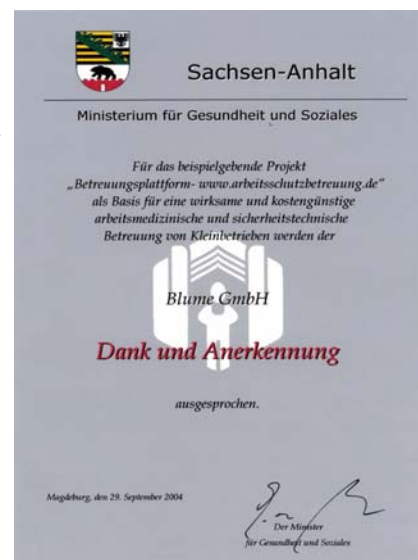 Sachsen-Anhalt
Ministerium für Gesundheit und Soziales
Für das beispielgebende Projekt
„Betreuungsplattform- www.arbeitsschutzbetreuung.de"
als Basis für eine wirksame und kostengünstige
arbeitsmedizinische und sicherheitstechnische
Betreuung von Kleinbetrieben werden der
Blume GmbH
Dank und Anerkennung
ausgesprochen.
Magdeburg, den 29. September 2004
Der Minister
für Gesundheit und Soziales